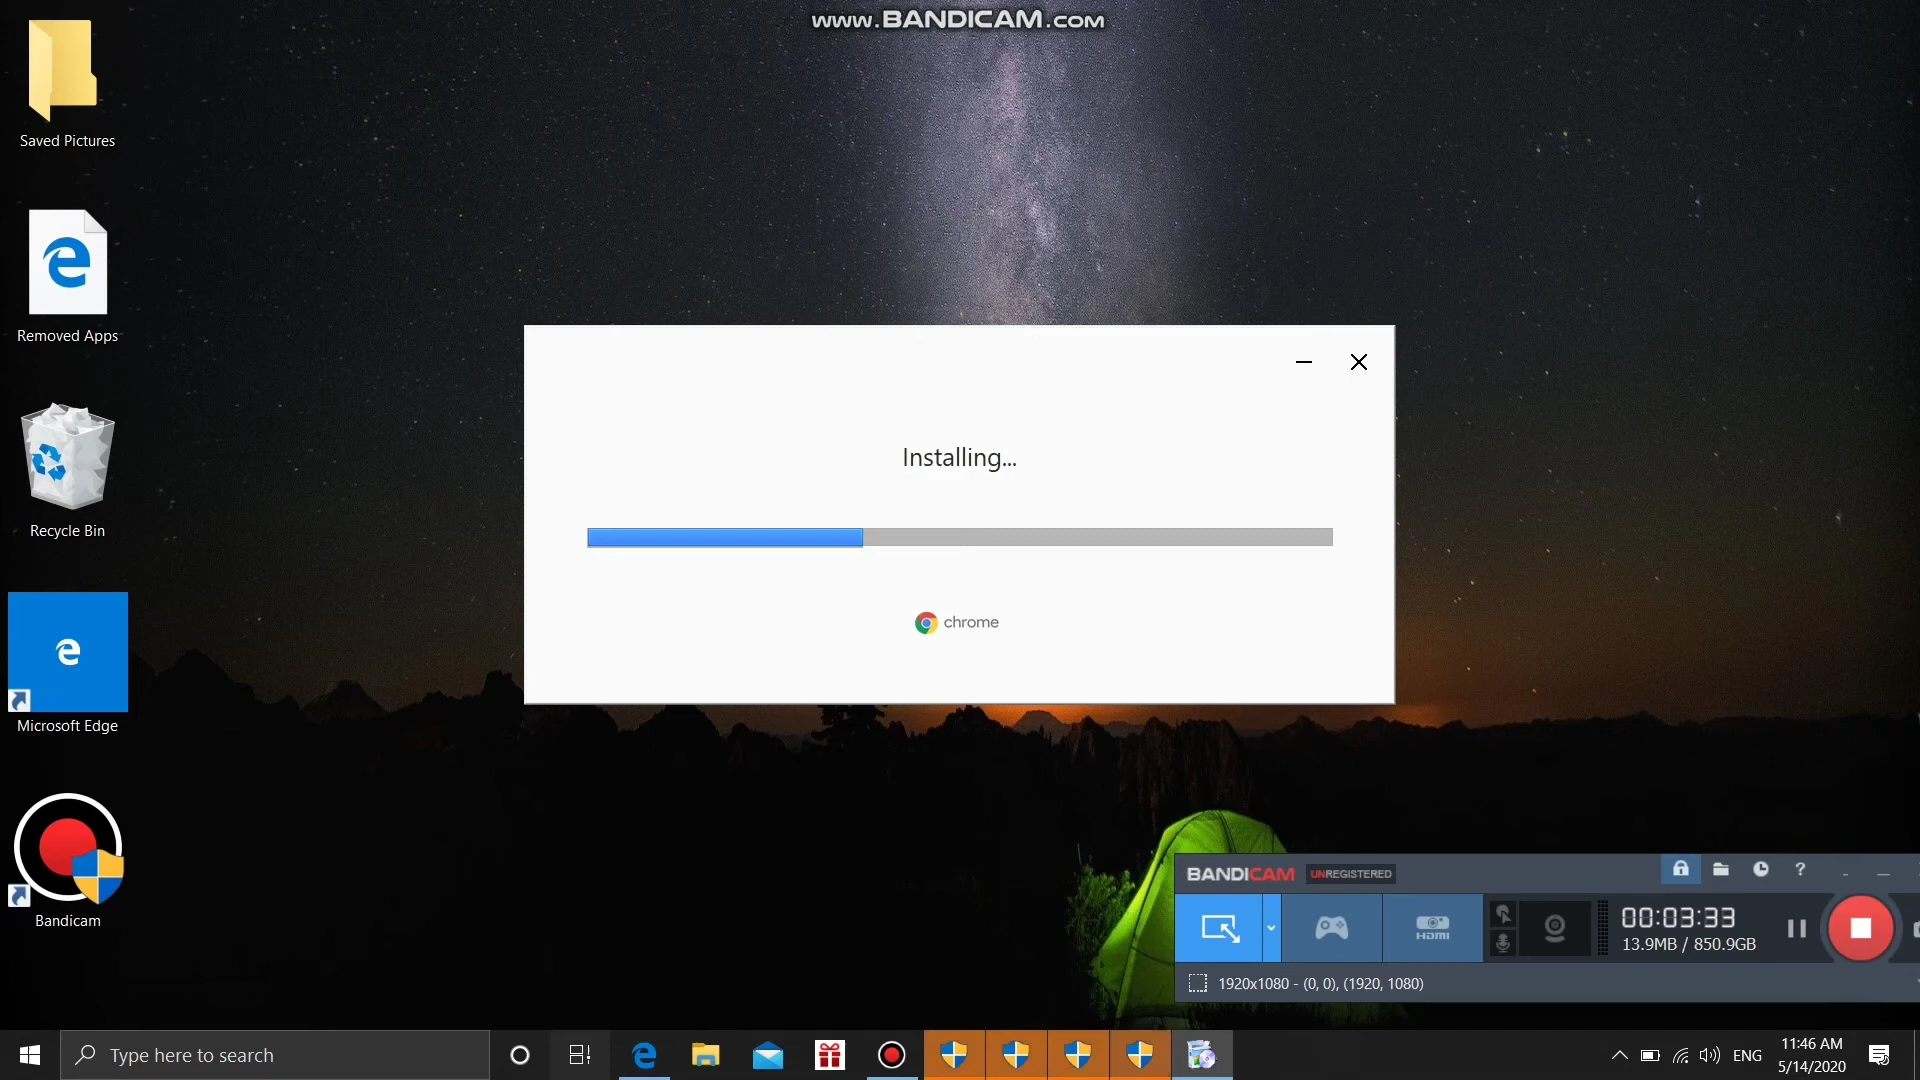 www.BANDICAM.com
Saved Pictures
Removed Apps
Recycle Bin
Microsoft Edge
Bandicam
Installing...
chrome
BANDICAM UNREGISTERED
?
HDMI
00:03:33
13.9MB / 850.9GB
1920x1080 - (0, 0), (1920, 1080)
Type here to search
ENG
11:46 AM
5/14/2020